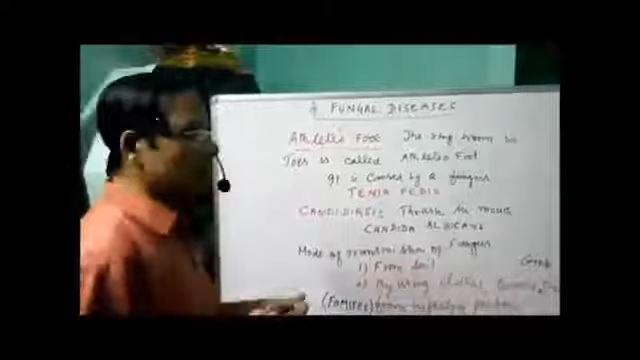 4 FUNGAL DISEASES
Athlete's Foot The ring worm in
Toes is called Athletes Foot
It is caused by a fungus
TENIA PEDIS
CANDIDIASIS Thrush in mouth
CANDIDA ALBICANS
Mode of transmission of Fungus
1) From Soil
2) By using clothes,
(FOMITES) from infected person